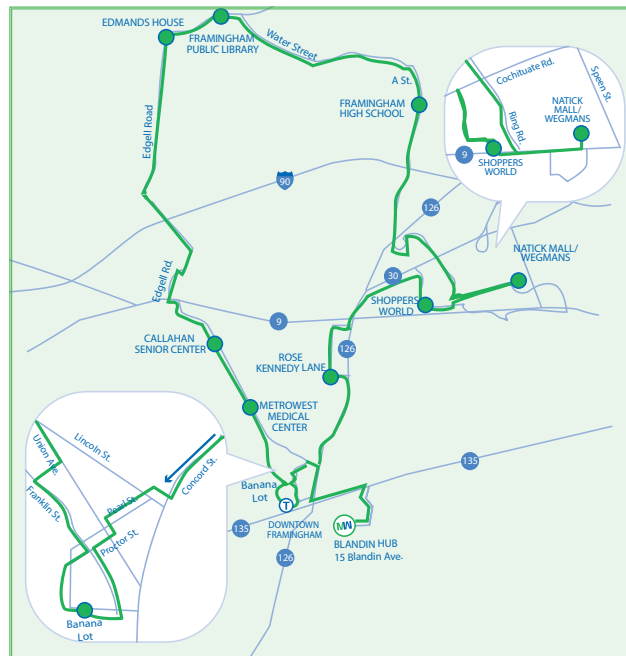 EDMANDS HOUSE
FRAMINGHAM
PUBLIC LIBRARY
Water Street
A St.
FRAMINGHAM
HIGH SCHOOL
Edgell Road
90
126
Cochituate Rd.
Speen St.
Ring Rd.
NATICK
MALL/
WEGMANS
9
SHOPPERS
WORLD
NATICK MALL/
WEGMANS
30
SHOPPERS
WORLD
Edgell Rd.
9
CALLAHAN
SENIOR CENTER
126
ROSE
KENNEDY LANE
METROWEST
MEDICAL
CENTER
Union Ave.
Lincoln St.
Concord St.
Franklin St.
Pearl St.
Proctor St.
Banana
Lot
Banana
Lot
T
135
135
DOWNTOWN
FRAMINGHAM
126
MW
BLANDIN HUB
15 Blandin Ave.